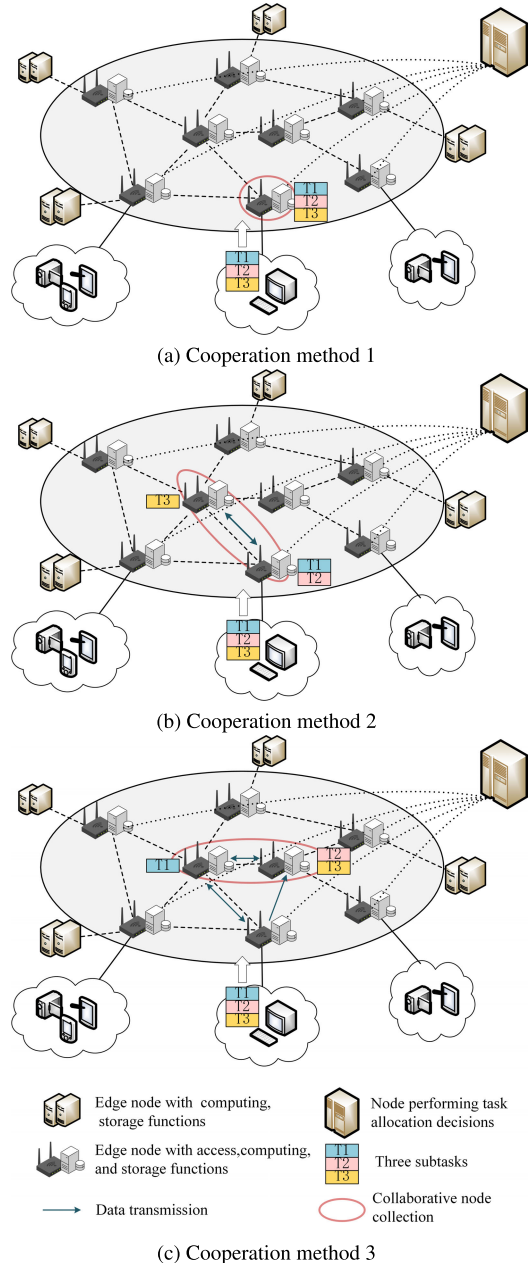 T1
T2
T3
T1
T2
T3
(a) Cooperation method 1
T3
T1
T2
T1
T2
T3
(b) Cooperation method 2
T1
T2
T3
T1
T2
T3
Edge node with computing,
storage functions
Node performing task
allocation decisions
Edge node with access,computing,
and storage functions
T1
T2
T3
Three subtasks
Data transmission
Collaborative node
collection
(c) Cooperation method 3